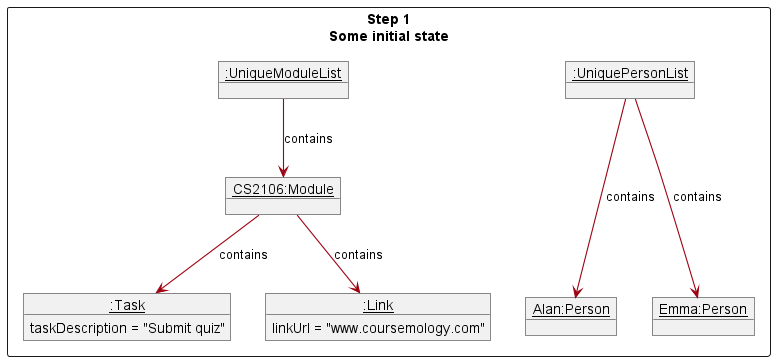 Step 1
Some initial state
:UniqueModuleList
:UniquePersonList
contains
CS2106:Module
contains
contains
contains
contains
:Task
taskDescription = "Submit quiz"
:Link
linkUrl = "www.coursemology.com"
Alan:Person
Emma:Person